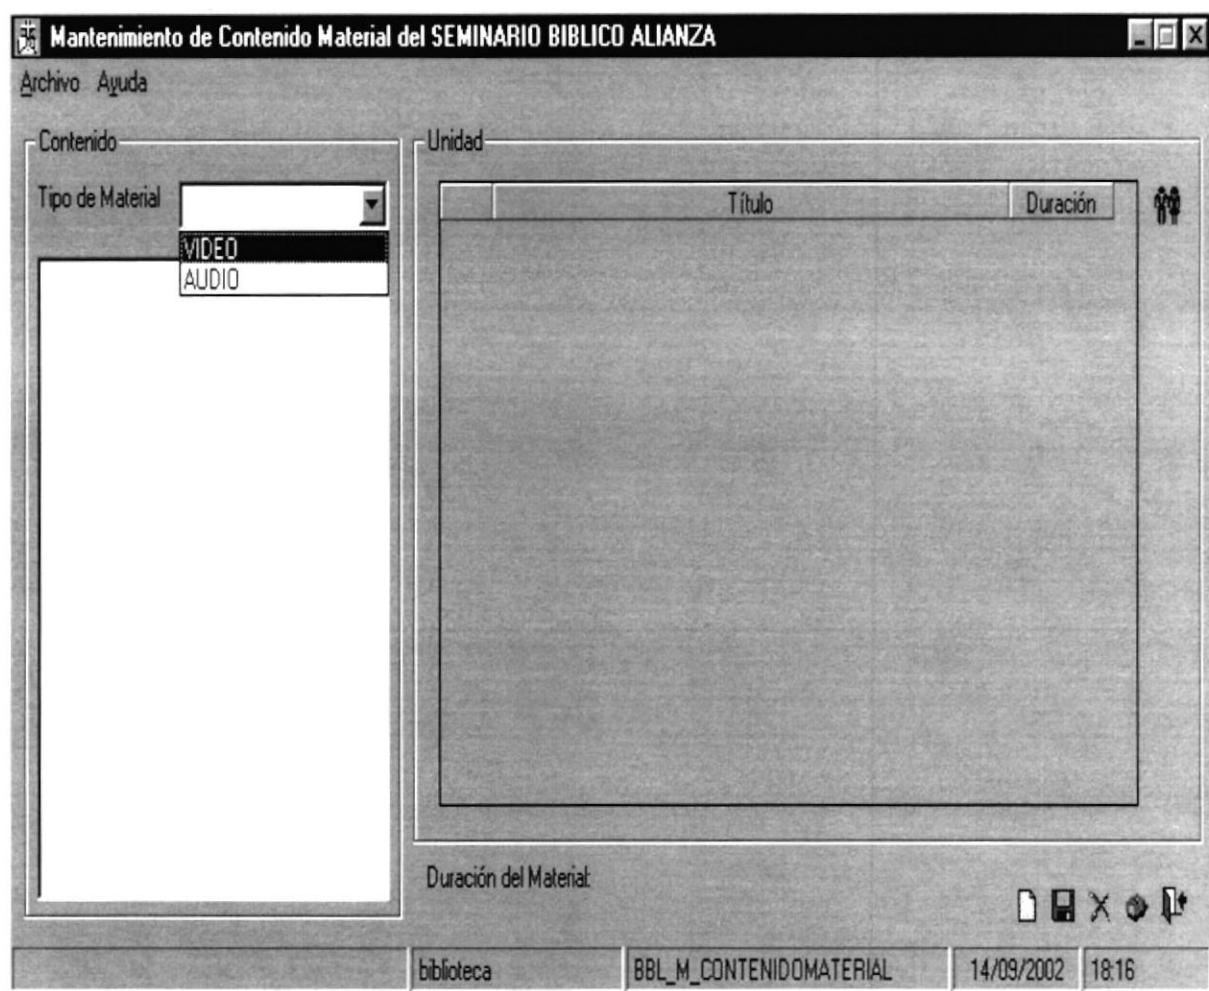 Mantenimiento de Contenido Material del SEMINARIO BIBLICO ALIANZA
Archivo Ayuda
Contenido
Tipo de Material
VIDEO
AUDIO
Unidad
Título Duración
Duración del Material:
biblioteca BBL_M_CONTENIDOMATERIAL 14/09/2002 18:16